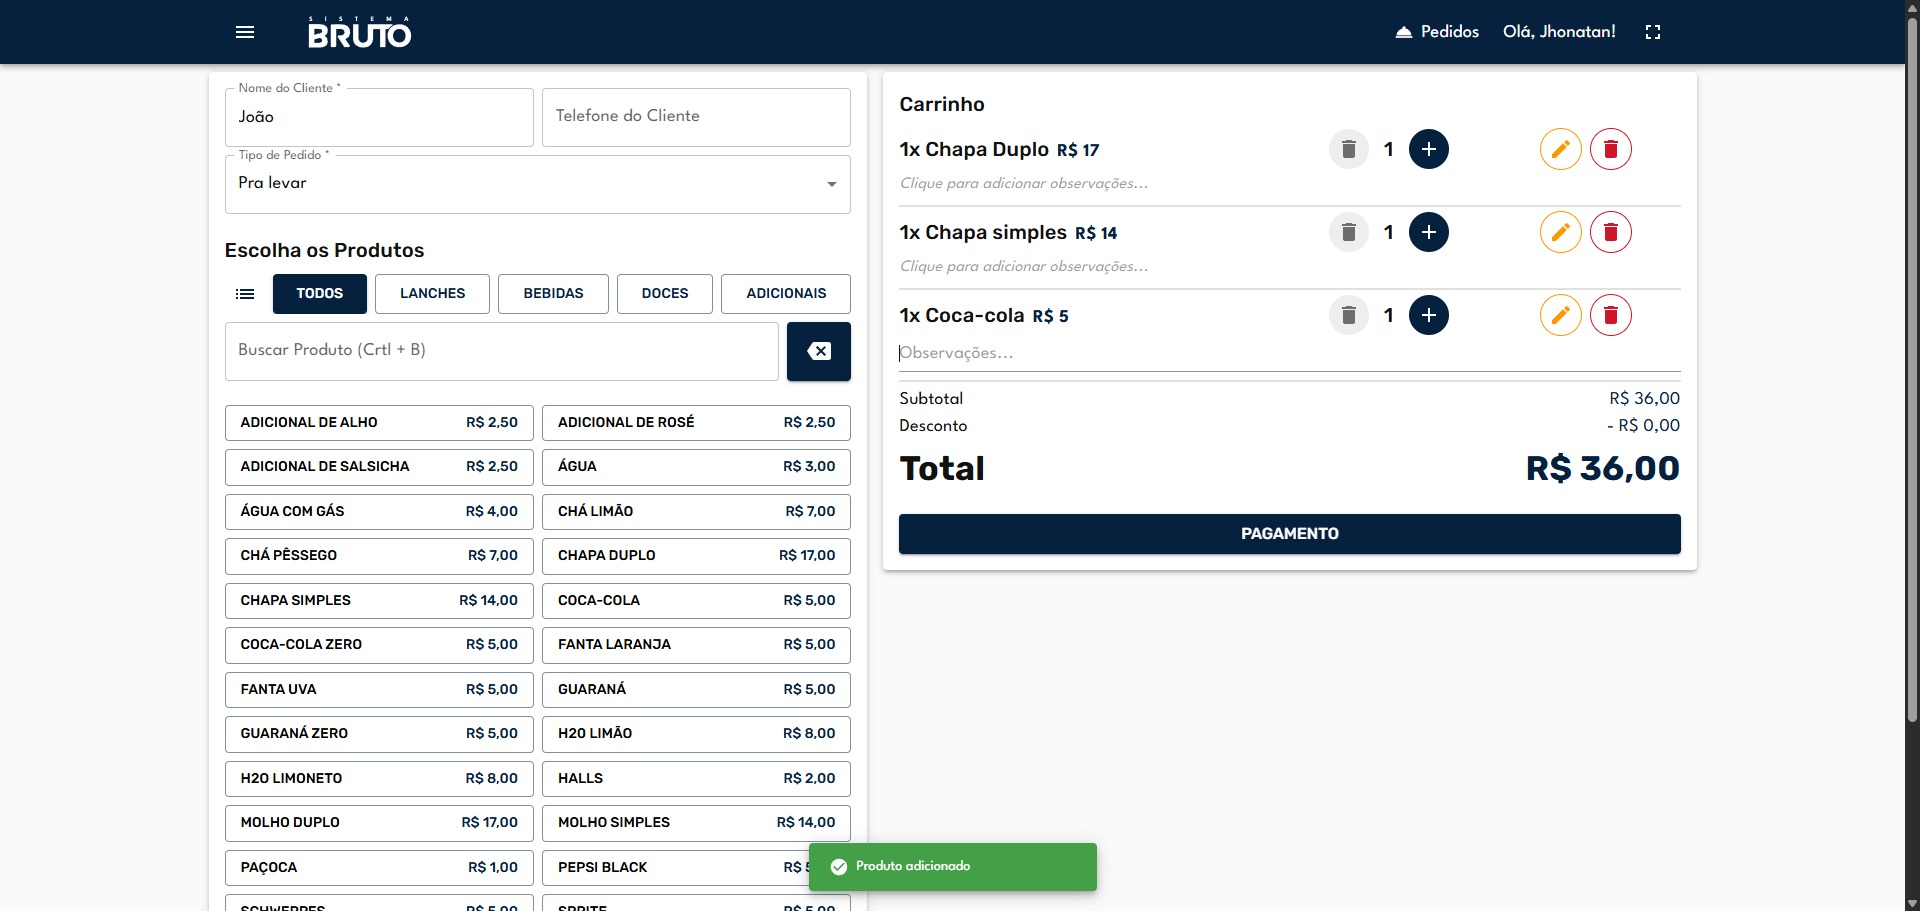 SISTEMA
BRUTO
Pedidos
Olá, Jhonatan!
Nome do Cliente *
João
Telefone do Cliente
Tipo de Pedido *
Pra levar
Escolha os Produtos
TODOS
LANCHES
BEBIDAS
DOCES
ADICIONAIS
Buscar Produto (Crtl + B)
ADICIONAL DE ALHO R$ 2,50
ADICIONAL DE ROSÉ R$ 2,50
ADICIONAL DE SALSICHA R$ 2,50
ÁGUA R$ 3,00
ÁGUA COM GÁS R$ 4,00
CHÁ LIMÃO R$ 7,00
CHÁ PÊSSEGO R$ 7,00
CHAPA DUPLO R$ 17,00
CHAPA SIMPLES R$ 14,00
COCA-COLA R$ 5,00
COCA-COLA ZERO R$ 5,00
FANTA LARANJA R$ 5,00
FANTA UVA R$ 5,00
GUARANÁ R$ 5,00
GUARANÁ ZERO R$ 5,00
H20 LIMÃO R$ 8,00
H2O LIMONETO R$ 8,00
HALLS R$ 2,00
MOLHO DUPLO R$ 17,00
MOLHO SIMPLES R$ 14,00
PAÇOCA R$ 1,00
PEPSI BLACK R$
SCHWEPPES R$ 5,00
SPRITE R$ 5,00
Carrinho
1x Chapa Duplo R$ 17
1
Clique para adicionar observações...
1x Chapa simples R$ 14
1
Clique para adicionar observações...
1x Coca-cola R$ 5
1
Observações...
Subtotal R$ 36,00
Desconto - R$ 0,00
Total R$ 36,00
PAGAMENTO
Produto adicionado